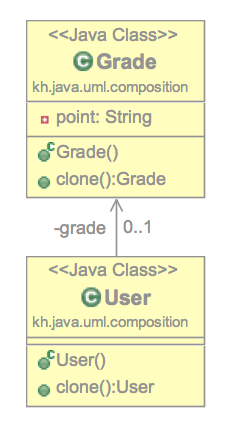 <<Java Class>>
Grade
kh.java.uml.composition
point: String
Grade()
clone():Grade
-grade 0..1
<<Java Class>>
User
kh.java.uml.composition
User()
clone():User